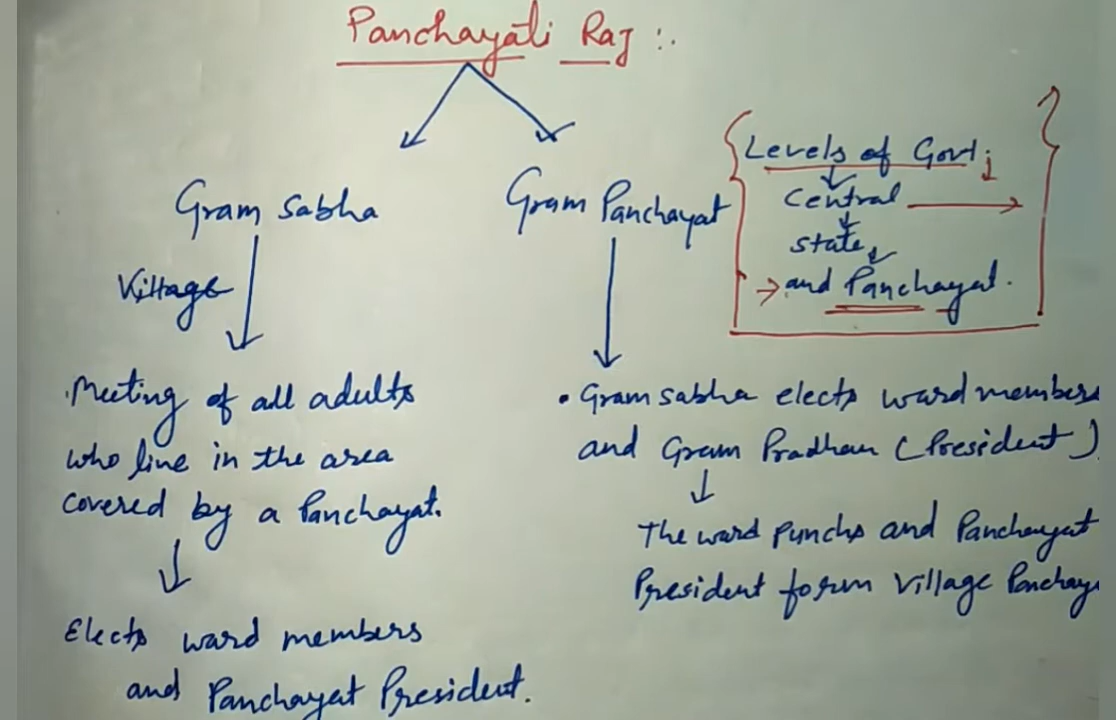 Panchayati Raj :.
Gram Sabha
Village
Meeting of all adults
who live in the area
covered by a Panchayat.
Elects ward members
and Panchayat President.
Gram Panchayat
• Gram sabha elects ward members
and Gram Pradhan (President)
The ward punchs and Panchayat
President form Village Panchay
Levels of Govt;
Central
state
and Panchayat.